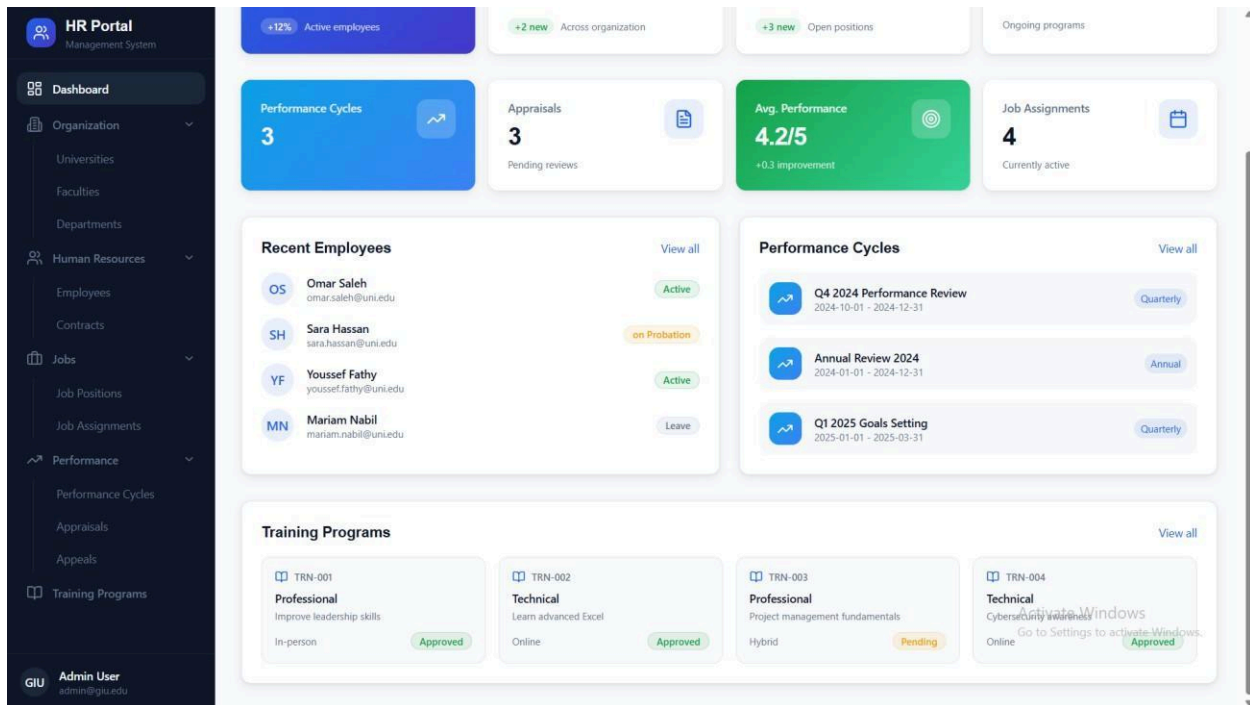 HR Portal
Management System
Dashboard
Organization
Universities
Faculties
Departments
Human Resources
Employees
Contracts
Jobs
Job Positions
Job Assignments
Performance
Performance Cycles
Appraisals
Appeals
Training Programs
GIU
Admin User
admin@giu.edu
+12% Active employees
+2 new Across organization
+3 new Open positions
Ongoing programs
Performance Cycles
3
Appraisals
3
Pending reviews
Avg. Performance
4.2/5
+0.3 improvement
Job Assignments
4
Currently active
Recent Employees View all
OS
Omar Saleh
omar.saleh@uni.edu
Active
SH
Sara Hassan
sara.hassan@uni.edu
on Probation
YF
Youssef Fathy
youssef.fathy@uni.edu
Active
MN
Mariam Nabil
mariam.nabil@uni.edu
Leave
Performance Cycles View all
Q4 2024 Performance Review
2024-10-01 - 2024-12-31
Quarterly
Annual Review 2024
2024-01-01 - 2024-12-31
Annual
Q1 2025 Goals Setting
2025-01-01 - 2025-03-31
Quarterly
Training Programs View all
TRN-001
Professional
Improve leadership skills
In-person Approved
TRN-002
Technical
Learn advanced Excel
Online Approved
TRN-003
Professional
Project management fundamentals
Hybrid Pending
TRN-004
Technical
Cybersecurity awareness
Online Approved
Activate Windows
Go to Settings to activate Windows.